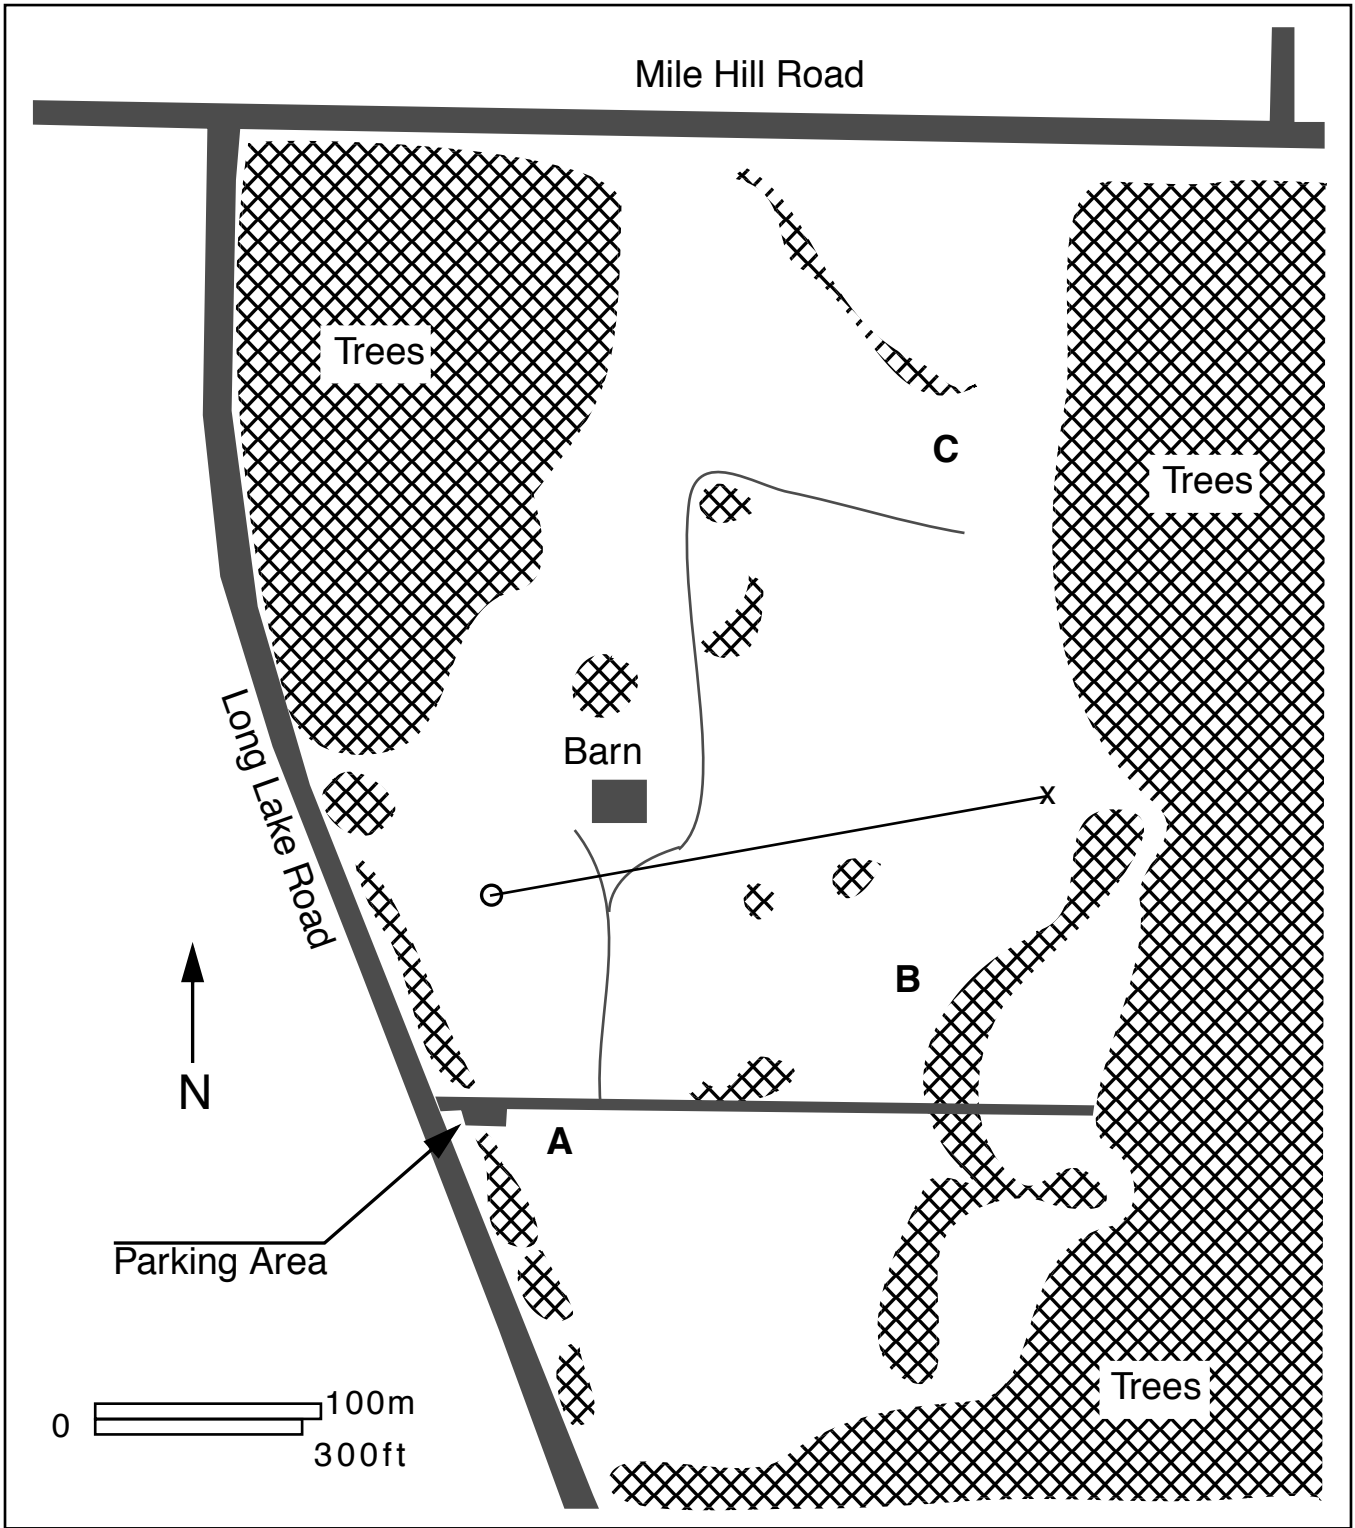 Mile Hill Road
Trees
C
Trees
Long Lake Road
Barn
x
B
N
A
Parking Area
Trees
0
100m
300ft